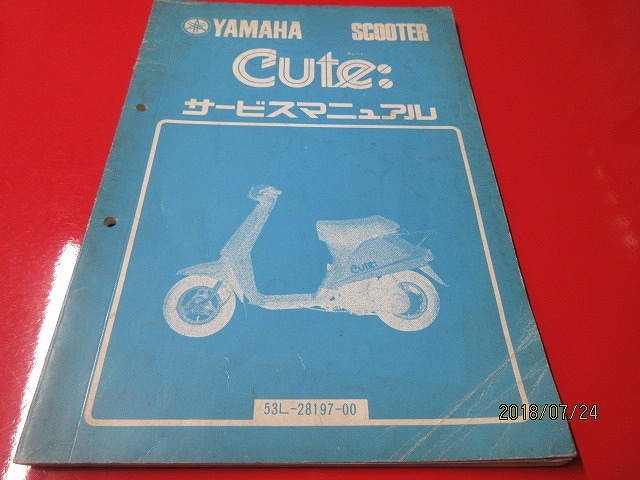 YAMAHA SCOOTER
Cute:
サービスマニュアル
Cute:
53L-28197-00
2018/07/24